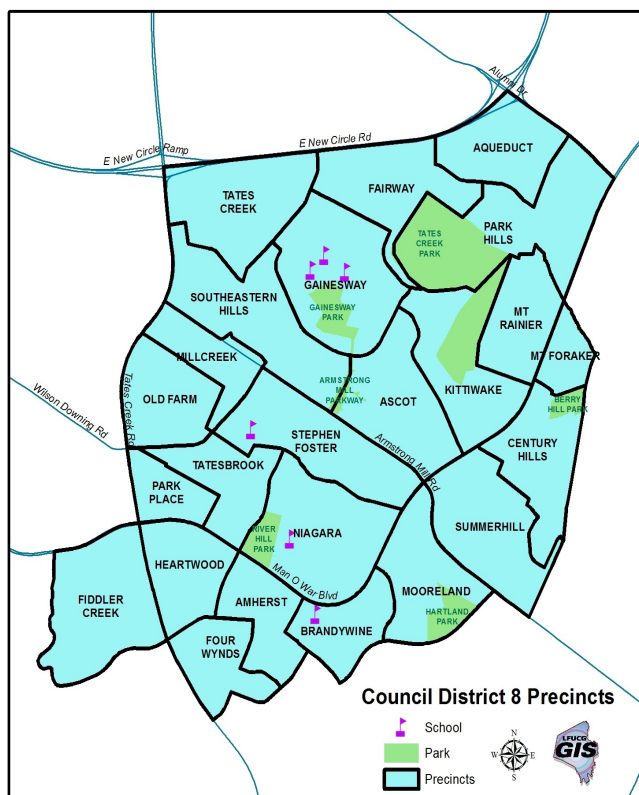 Alumni Dr
E New Circle Rd
E New Circle Ramp
AQUEDUCT
FAIRWAY
TATES
CREEK
PARK
HILLS
TATES
CREEK
PARK
GAINESWAY
SOUTHEASTERN
HILLS
GAINESWAY
PARK
MT
RAINIER
MT FORAKER
MILLCREEK
ARMSTRONG
MILL
PARKWAY
ASCOT
KITTIWAKE
OLD FARM
BERRY
HILL PARK
Wilson Downing Rd
Tates Creek Rd
STEPHEN
FOSTER
Armstrong Mill Rd
CENTURY
HILLS
TATESBROOK
PARK
PLACE
RIVER
HILL
PARK
NIAGARA
SUMMERHILL
HEARTWOOD
Man O War Blvd
FIDDLER
CREEK
AMHERST
MOORELAND
HARTLAND
PARK
FOUR
WYNDS
BRANDYWINE
Council District 8 Precincts
School
Park
Precincts
N
W
E
S
LFUCG
GIS